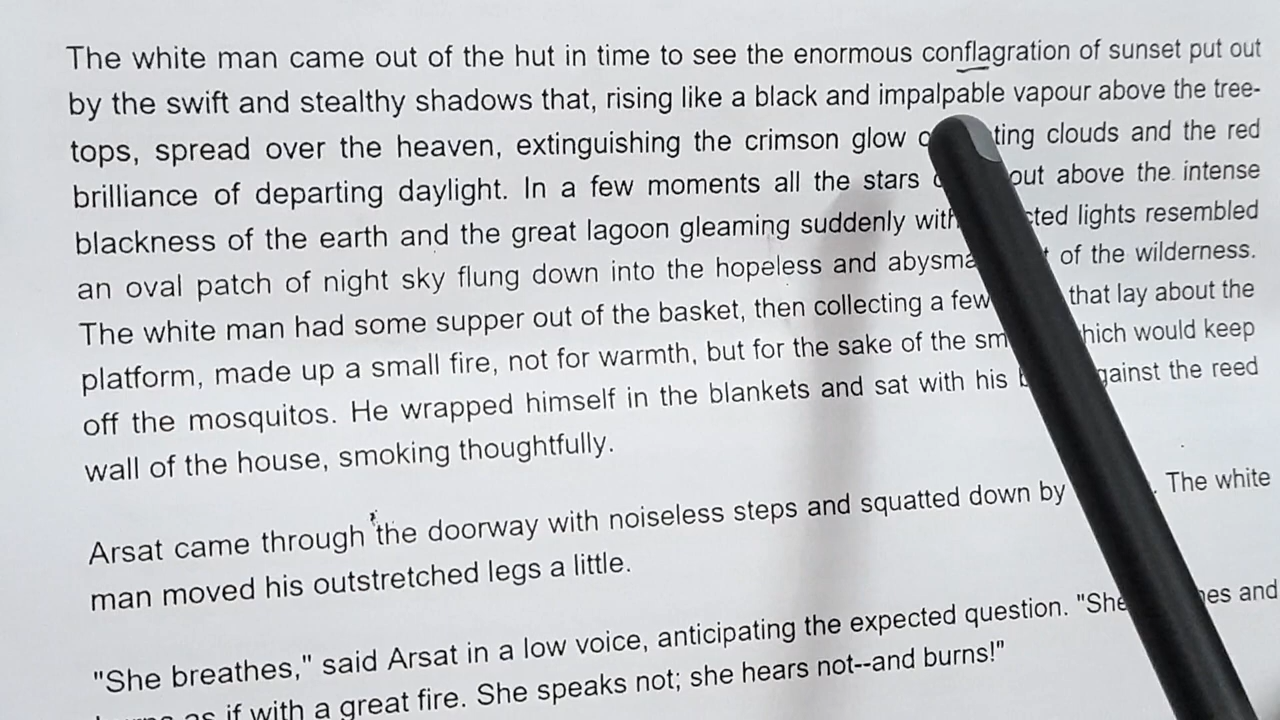 The white man came out of the hut in time to see the enormous conflagration of sunset put out
by the swift and stealthy shadows that, rising like a black and impalpable vapour above the tree-
tops, spread over the heaven, extinguishing the crimson glow clouds and the red
brilliance of departing daylight. In a few moments all the stars out above the intense
blackness of the earth and the great lagoon gleaming suddenly with lights resembled
an oval patch of night sky flung down into the hopeless and of the wilderness.
The white man had some supper out of the basket, then collecting a few that lay about the
platform, made up a small fire, not for warmth, but for the sake of the which would keep
off the mosquitos. He wrapped himself in the blankets and sat with his against the reed
wall of the house, smoking thoughtfully.
Arsat came through the doorway with noiseless steps and squatted down by The white
man moved his outstretched legs a little.
"She breathes," said Arsat in a low voice, anticipating the expected question. "She and
as if with a great fire. She speaks not; she hears not--and burns!"